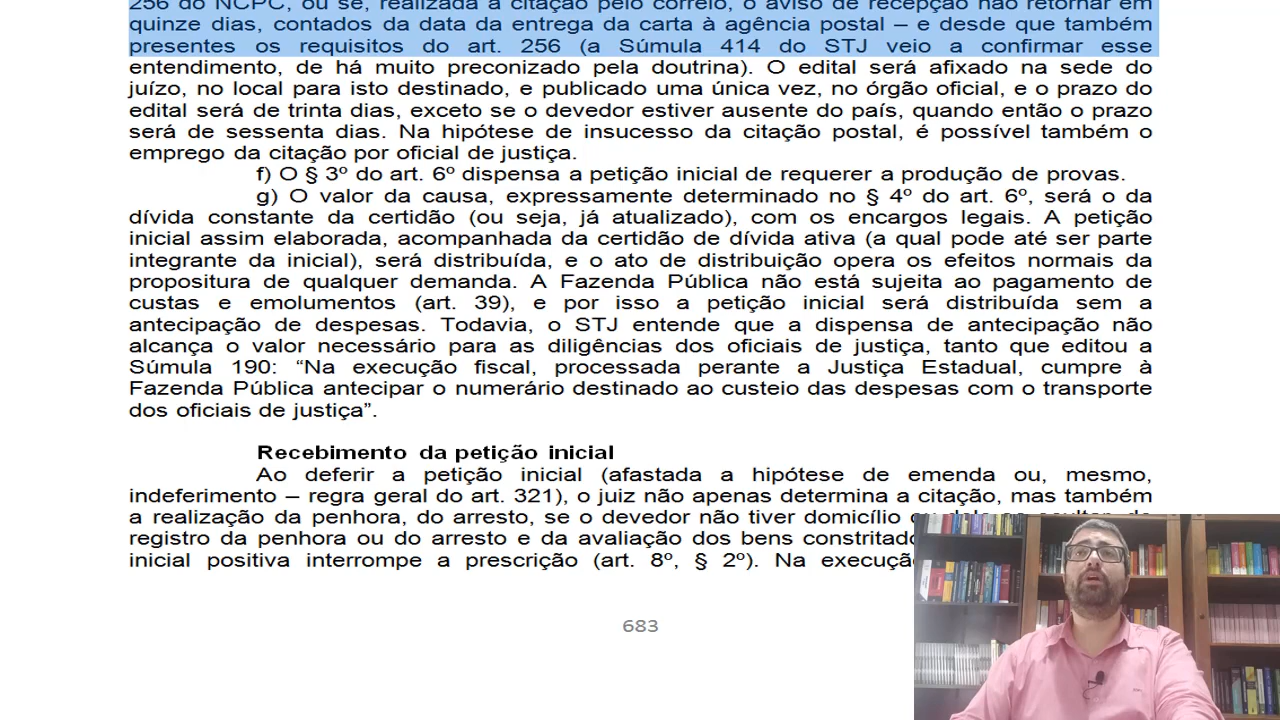 256 do NCPC, ou se, realizada a citação pelo correio, o aviso de recepção não retornar em
quinze dias, contados da data da entrega da carta à agência postal – e desde que também
presentes os requisitos do art. 256 (a Súmula 414 do STJ veio a confirmar esse
entendimento, de há muito preconizado pela doutrina). O edital será afixado na sede do
juízo, no local para isto destinado, e publicado uma única vez, no órgão oficial, e o prazo do
edital será de trinta dias, exceto se o devedor estiver ausente do país, quando então o prazo
será de sessenta dias. Na hipótese de insucesso da citação postal, é possível também o
emprego da citação por oficial de justiça.
f) O § 3º do art. 6º dispensa a petição inicial de requerer a produção de provas.
g) O valor da causa, expressamente determinado no § 4º do art. 6º, será o da
dívida constante da certidão (ou seja, já atualizado), com os encargos legais. A petição
inicial assim elaborada, acompanhada da certidão de dívida ativa (a qual pode até ser parte
integrante da inicial), será distribuída, e o ato de distribuição opera os efeitos normais da
propositura de qualquer demanda. A Fazenda Pública não está sujeita ao pagamento de
custas e emolumentos (art. 39), e por isso a petição inicial será distribuída sem a
antecipação de despesas. Todavia, o STJ entende que a dispensa de antecipação não
alcança o valor necessário para as diligências dos oficiais de justiça, tanto que editou a
Súmula 190: “Na execução fiscal, processada perante a Justiça Estadual, cumpre à
Fazenda Pública antecipar o numerário destinado ao custeio das despesas com o transporte
dos oficiais de justiça”.
Recebimento da petição inicial
Ao deferir a petição inicial (afastada a hipótese de emenda ou, mesmo,
indeferimento – regra geral do art. 321), o juiz não apenas determina a citação, mas também
a realização da penhora, do arresto, se o devedor não tiver domicílio
registro da penhora ou do arresto e da avaliação dos bens
inicial positiva interrompe a prescrição (art. 8º, § 2º). Na
683